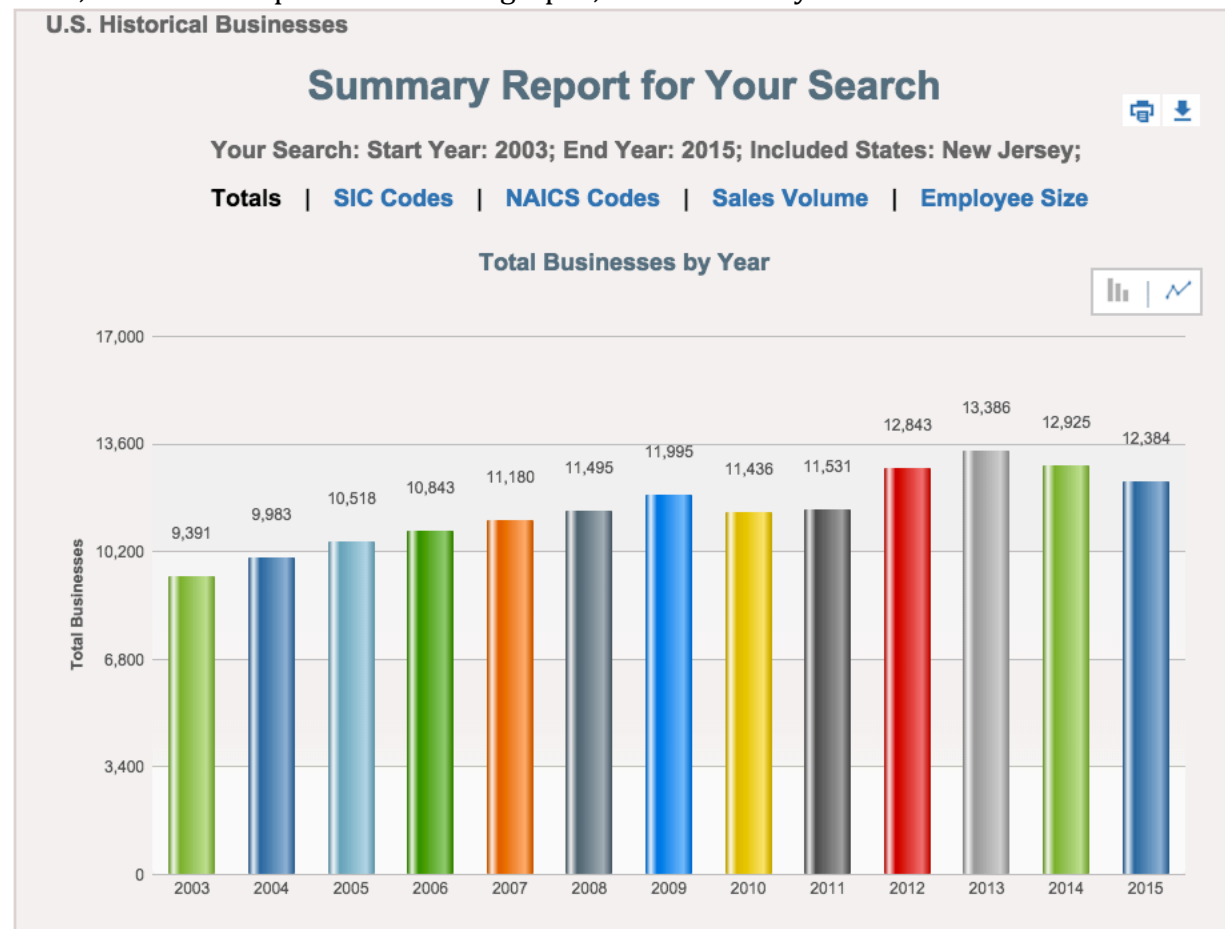 U.S. Historical Businesses
Summary Report for Your Search
Your Search: Start Year: 2003; End Year: 2015; Included States: New Jersey;
Totals | SIC Codes | NAICS Codes | Sales Volume | Employee Size
Total Businesses by Year
17,000
13,600
10,200
6,800
3,400
0
Total Businesses
9,391
9,983
10,518
10,843
11,180
11,495
11,995
11,436
11,531
12,843
13,386
12,925
12,384
2003 2004 2005 2006 2007 2008 2009 2010 2011 2012 2013 2014 2015